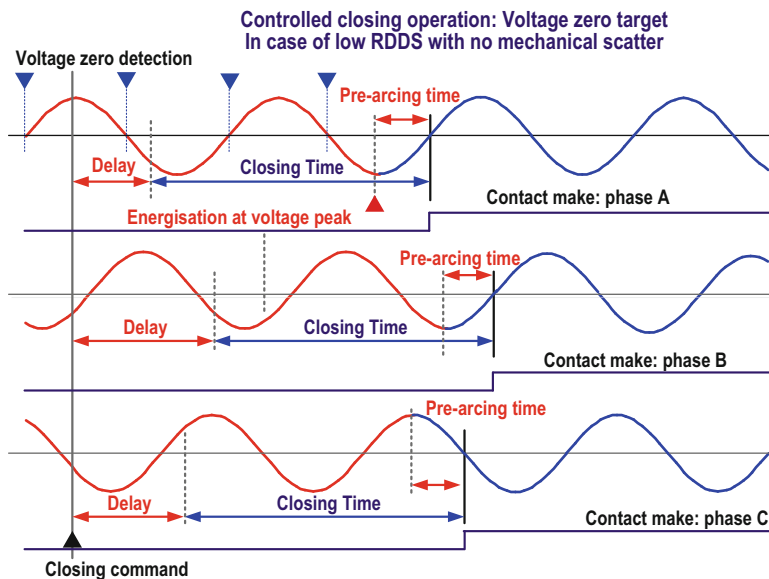 Controlled closing operation: Voltage zero target
In case of low RDDS with no mechanical scatter
Voltage zero detection
Pre-arcing time
Delay
Closing Time
Contact make: phase A
Energisation at voltage peak
Pre-arcing time
Delay
Closing Time
Contact make: phase B
Pre-arcing time
Delay
Closing Time
Contact make: phase C
Closing command